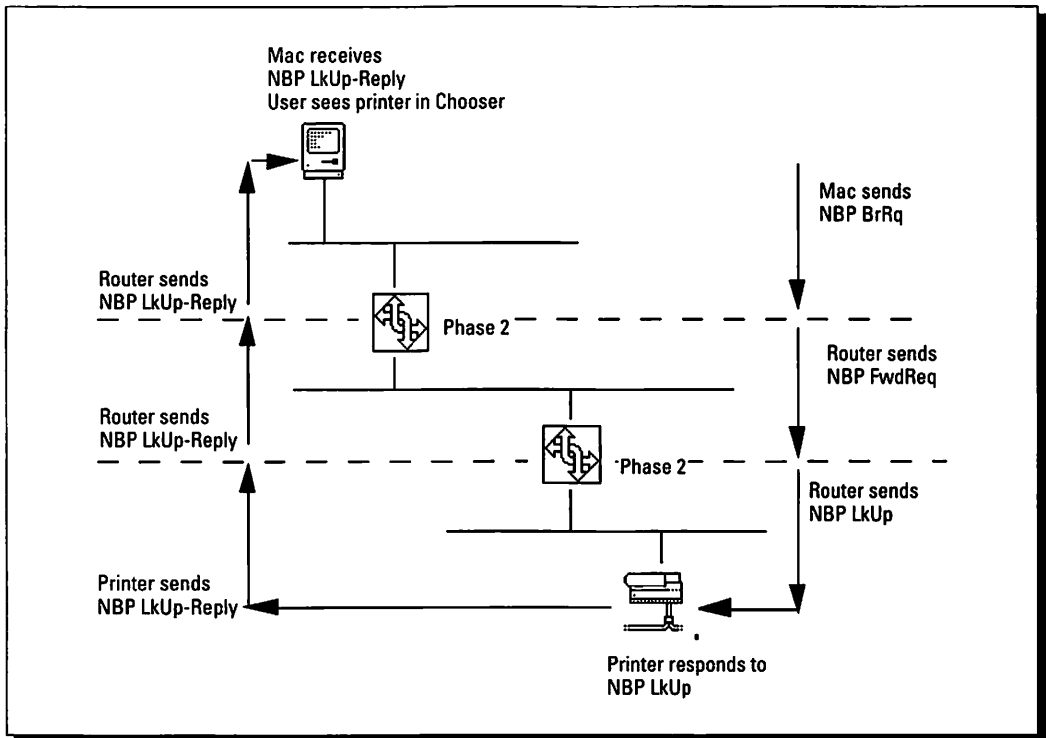 Mac receives
NBP LkUp-Reply
User sees printer in Chooser
Mac sends
NBP BrRq
Router sends
NBP LkUp-Reply
Phase 2
Router sends
NBP FwdReq
Router sends
NBP LkUp-Reply
Phase 2
Router sends
NBP LkUp
Printer sends
NBP LkUp-Reply
Printer responds to
NBP LkUp